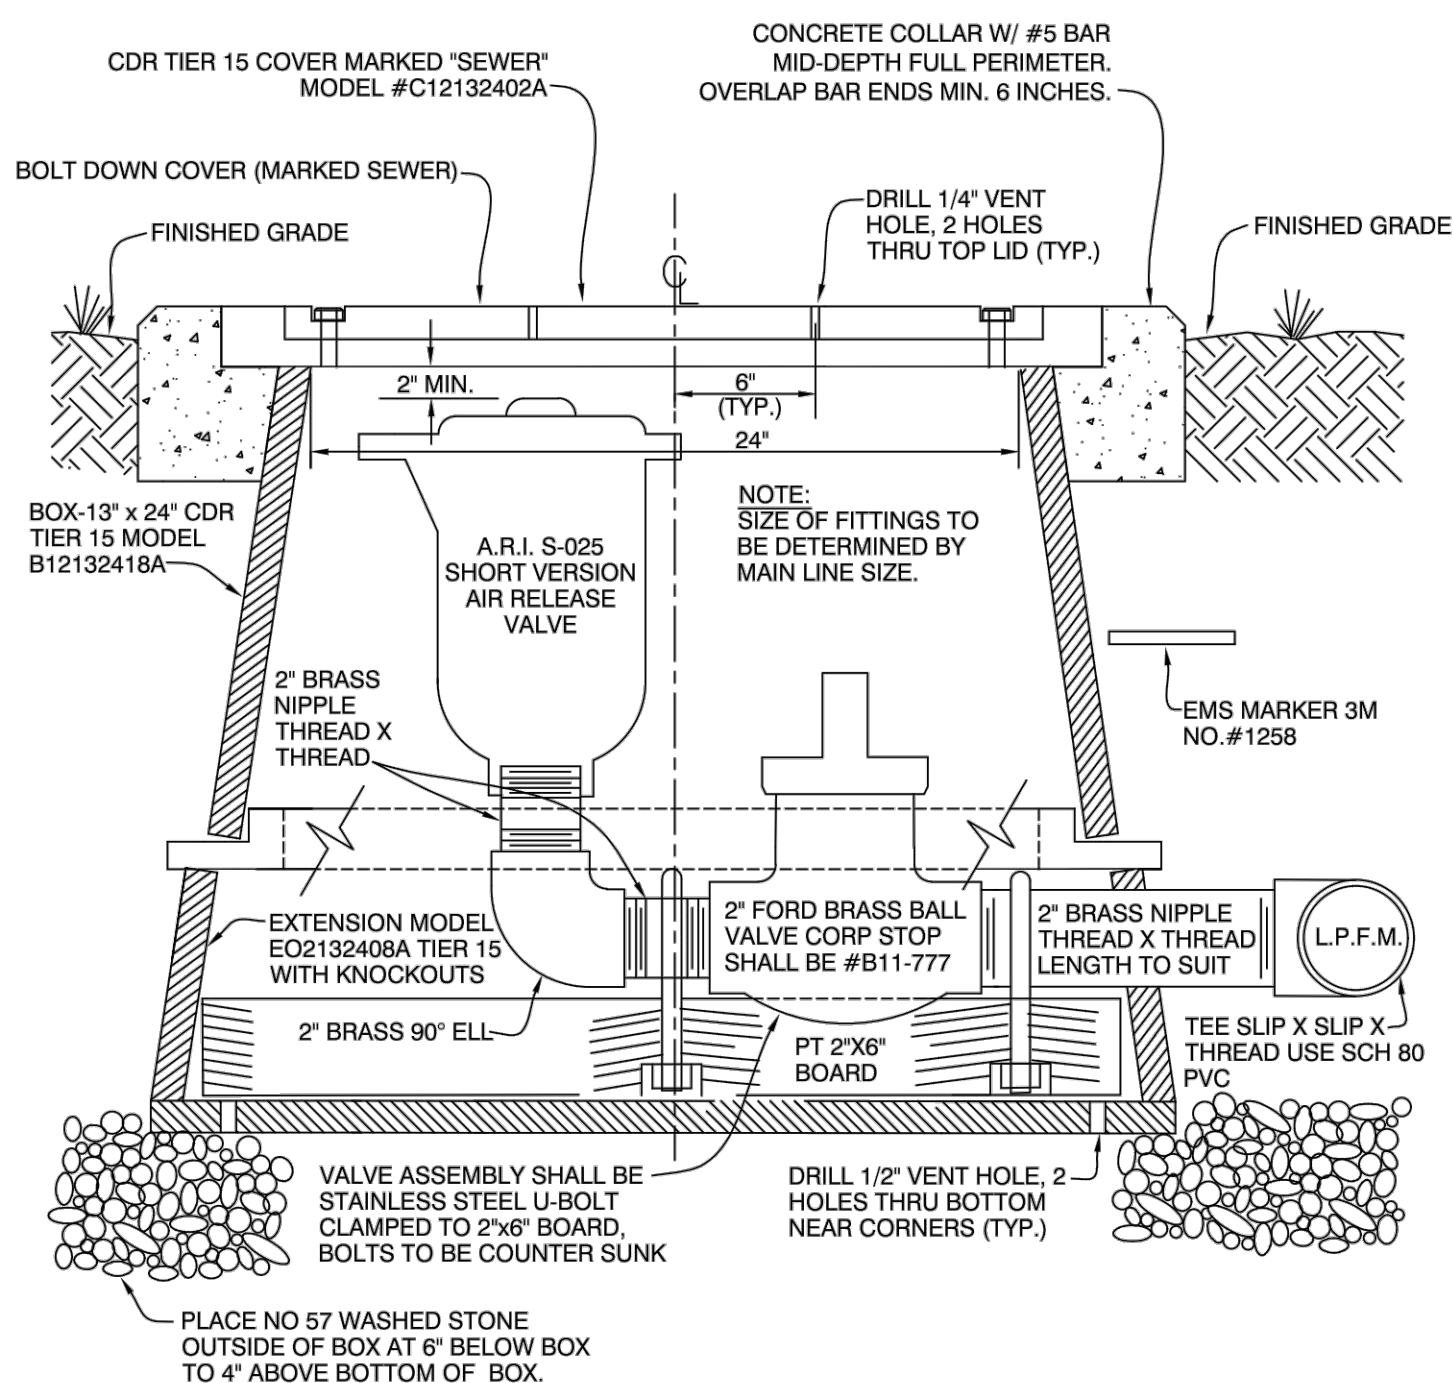 CONCRETE COLLAR W/ #5 BAR
MID-DEPTH FULL PERIMETER.
OVERLAP BAR ENDS MIN. 6 INCHES.
CDR TIER 15 COVER MARKED "SEWER"
MODEL #C12132402A
BOLT DOWN COVER (MARKED SEWER)
FINISHED GRADE
DRILL 1/4" VENT
HOLE, 2 HOLES
THRU TOP LID (TYP.)
FINISHED GRADE
CL
2" MIN.
6"
(TYP.)
24"
BOX-13" x 24" CDR
TIER 15 MODEL
B12132418A
NOTE:
SIZE OF FITTINGS TO
BE DETERMINED BY
MAIN LINE SIZE.
A.R.I. S-025
SHORT VERSION
AIR RELEASE
VALVE
2" BRASS
NIPPLE
THREAD X
THREAD
EMS MARKER 3M
NO.#1258
EXTENSION MODEL
EO2132408A TIER 15
WITH KNOCKOUTS
2" FORD BRASS BALL
VALVE CORP STOP
SHALL BE #B11-777
2" BRASS NIPPLE
THREAD X THREAD
LENGTH TO SUIT
L.P.F.M.
2" BRASS 90° ELL
PT 2"X6"
BOARD
TEE SLIP X SLIP X
THREAD USE SCH 80
PVC
VALVE ASSEMBLY SHALL BE
STAINLESS STEEL U-BOLT
CLAMPED TO 2"x6" BOARD,
BOLTS TO BE COUNTER SUNK
DRILL 1/2" VENT HOLE, 2
HOLES THRU BOTTOM
NEAR CORNERS (TYP.)
PLACE NO 57 WASHED STONE
OUTSIDE OF BOX AT 6" BELOW BOX
TO 4" ABOVE BOTTOM OF BOX.